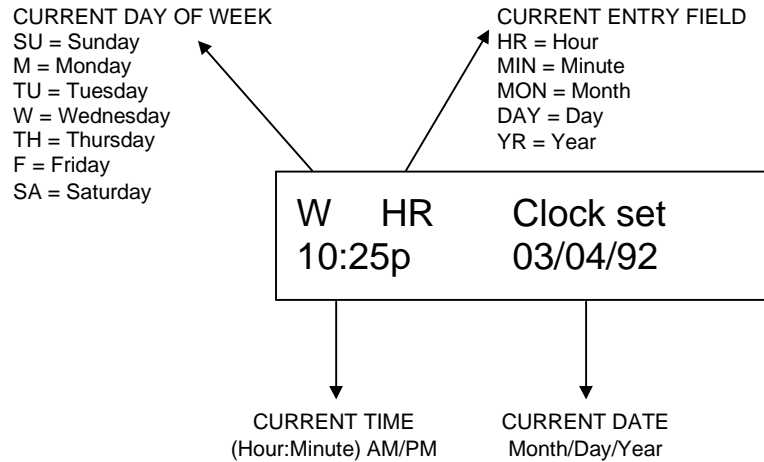 CURRENT DAY OF WEEK
SU = Sunday
M = Monday
TU = Tuesday
W = Wednesday
TH = Thursday
F = Friday
SA = Saturday
CURRENT ENTRY FIELD
HR = Hour
MIN = Minute
MON = Month
DAY = Day
YR = Year
W HR Clock set
10:25p 03/04/92
CURRENT TIME
(Hour:Minute) AM/PM
CURRENT DATE
Month/Day/Year